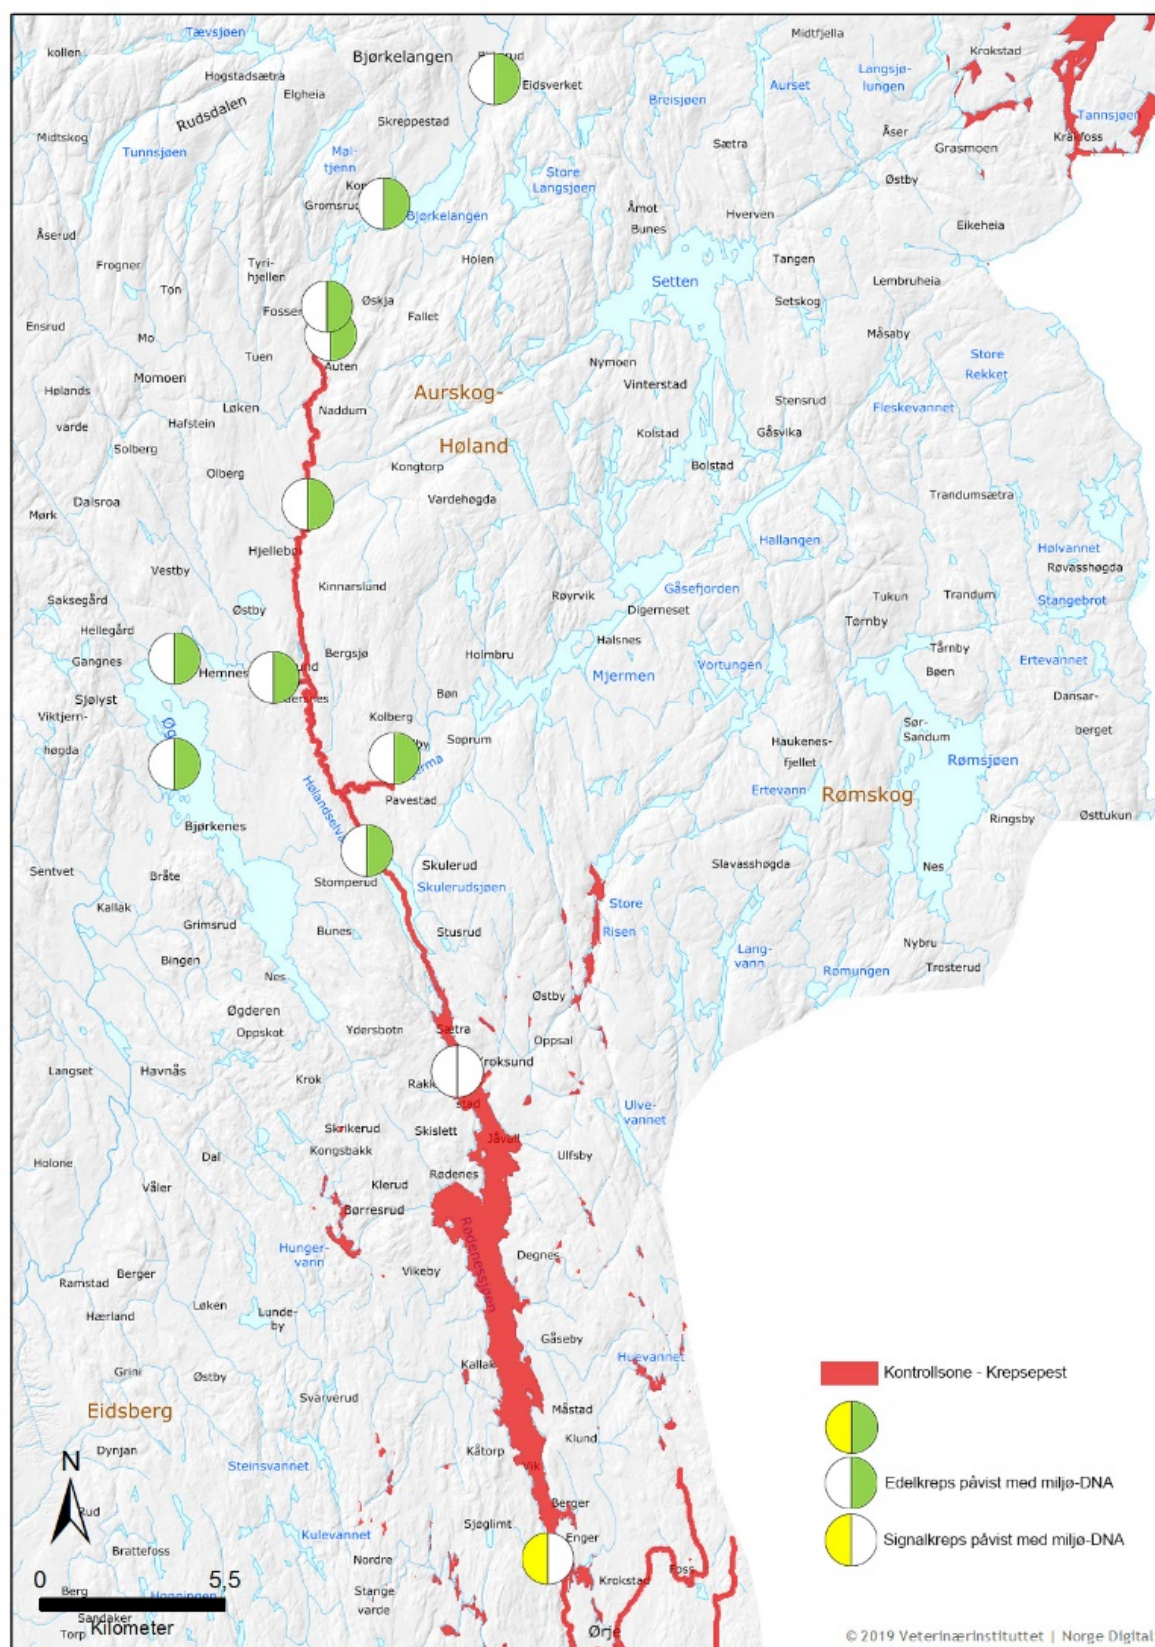 Tævsjøen
Midtfjella
kollen
Bjørkelangen
Krokstad
Hogstadsætra
Eidsverket
Langsjø-
lungen
Elgheia
Aurset
Breisjøen
Rudsdalen
Skreppestad
Tannsjøen
Midtskog
Åser
Kråkfoss
Tunnsjøen
Mal-
tjenn
Sætra
Grasmoen
Store
Langsjøen
Østby
Gromsrud
Bjørkelangen
Åmot
Hverven
Bunes
Eikeheia
Åserud
Frogner
Tyri-
hjellen
Holen
Tangen
Setten
Lembruheia
Ton
Øskja
Setskog
Fosser
Fallet
Ensrud
Mo
Måsaby
Tuen
Auten
Nymoen
Store
Rekket
Momoen
Vinterstad
Hølands
varde
Aurskog-
Høland
Stensrud
Løken
Naddum
Fleskevannet
Hafstein
Kolstad
Gåsvika
Solberg
Olberg
Kongtorp
Bolstad
Dalsroa
Vardehøgda
Trandumsætra
Mørk
Hallangen
Hjellebøl
Hølvannet
Røvasshøgda
Vestby
Kinnarslund
Gåsefjorden
Saksegård
Østby
Røyrvik
Digerneset
Tukun
Trandum
Stangebrot
Hellegård
Halsnes
Tørnby
Gangnes
Hemnes
Bergsjø
Holmbru
Tårnby
Vortungen
Bøen
Ertevannet
Mjermen
Sjølyst
Bøn
Dansar-
berget
Viktjern-
høgda
Kolberg
Sør-
Sandum
Soprum
Haukenes-
fjellet
Rømsjøen
Hølandselva
Ertevann
Rømskog
Pavestad
Ringsby
Østtukun
Bjørkenes
Sentvet
Bråte
Skulerud
Slavasshøgda
Nes
Stomperud
Skulerudsjøen
Kallak
Store
Risen
Grimsrud
Bunes
Stusrud
Nybru
Bingen
Lang-
vann
Rømungen
Trosterud
Nes
Østby
Øgderen
Oppskot
Ydersbotn
Sætra
Oppsal
Langset
Havnås
Krok
Kroksund
Ulve-
vannet
Skrikerud
Skislett
Jåvall
Kongsbakk
Ulfsby
Holone
Dal
Rødenes
Våler
Klerud
Børresrud
Rødenessjøen
Hunger-
vann
Degnes
Vikeby
Ramstad
Berger
Løken
Hærland
Lunde-
by
Gåseby
Huevannet
Kallak
Kontrollsone - Krepsepest
Grini
Østby
Svarverud
Eidsberg
Måstad
N
Dynjan
Kåtorp
Klund
Steinsvannet
Vik
Edelkreps påvist med miljø-DNA
Rud
Berger
Kulevannet
Sjøglimt
Enger
Signalkreps påvist med miljø-DNA
Brattefoss
Nordre
Stange
varde
Krokstad
Foss
0 5,5
Berg
Honningen
Sandaker
Kilometer
Torp
Ørje
© 2019 Veterinærinstituttet | Norge Digital